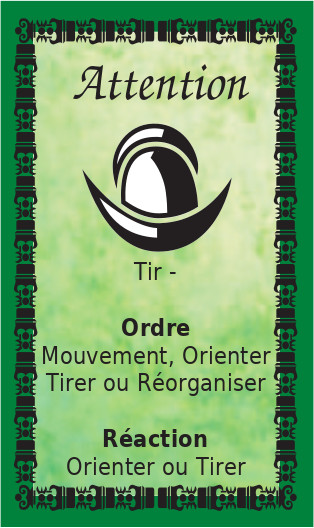 Attention
Tir -
Ordre
Mouvement, Orienter
Tirer ou Réorganiser
Réaction
Orienter ou Tirer